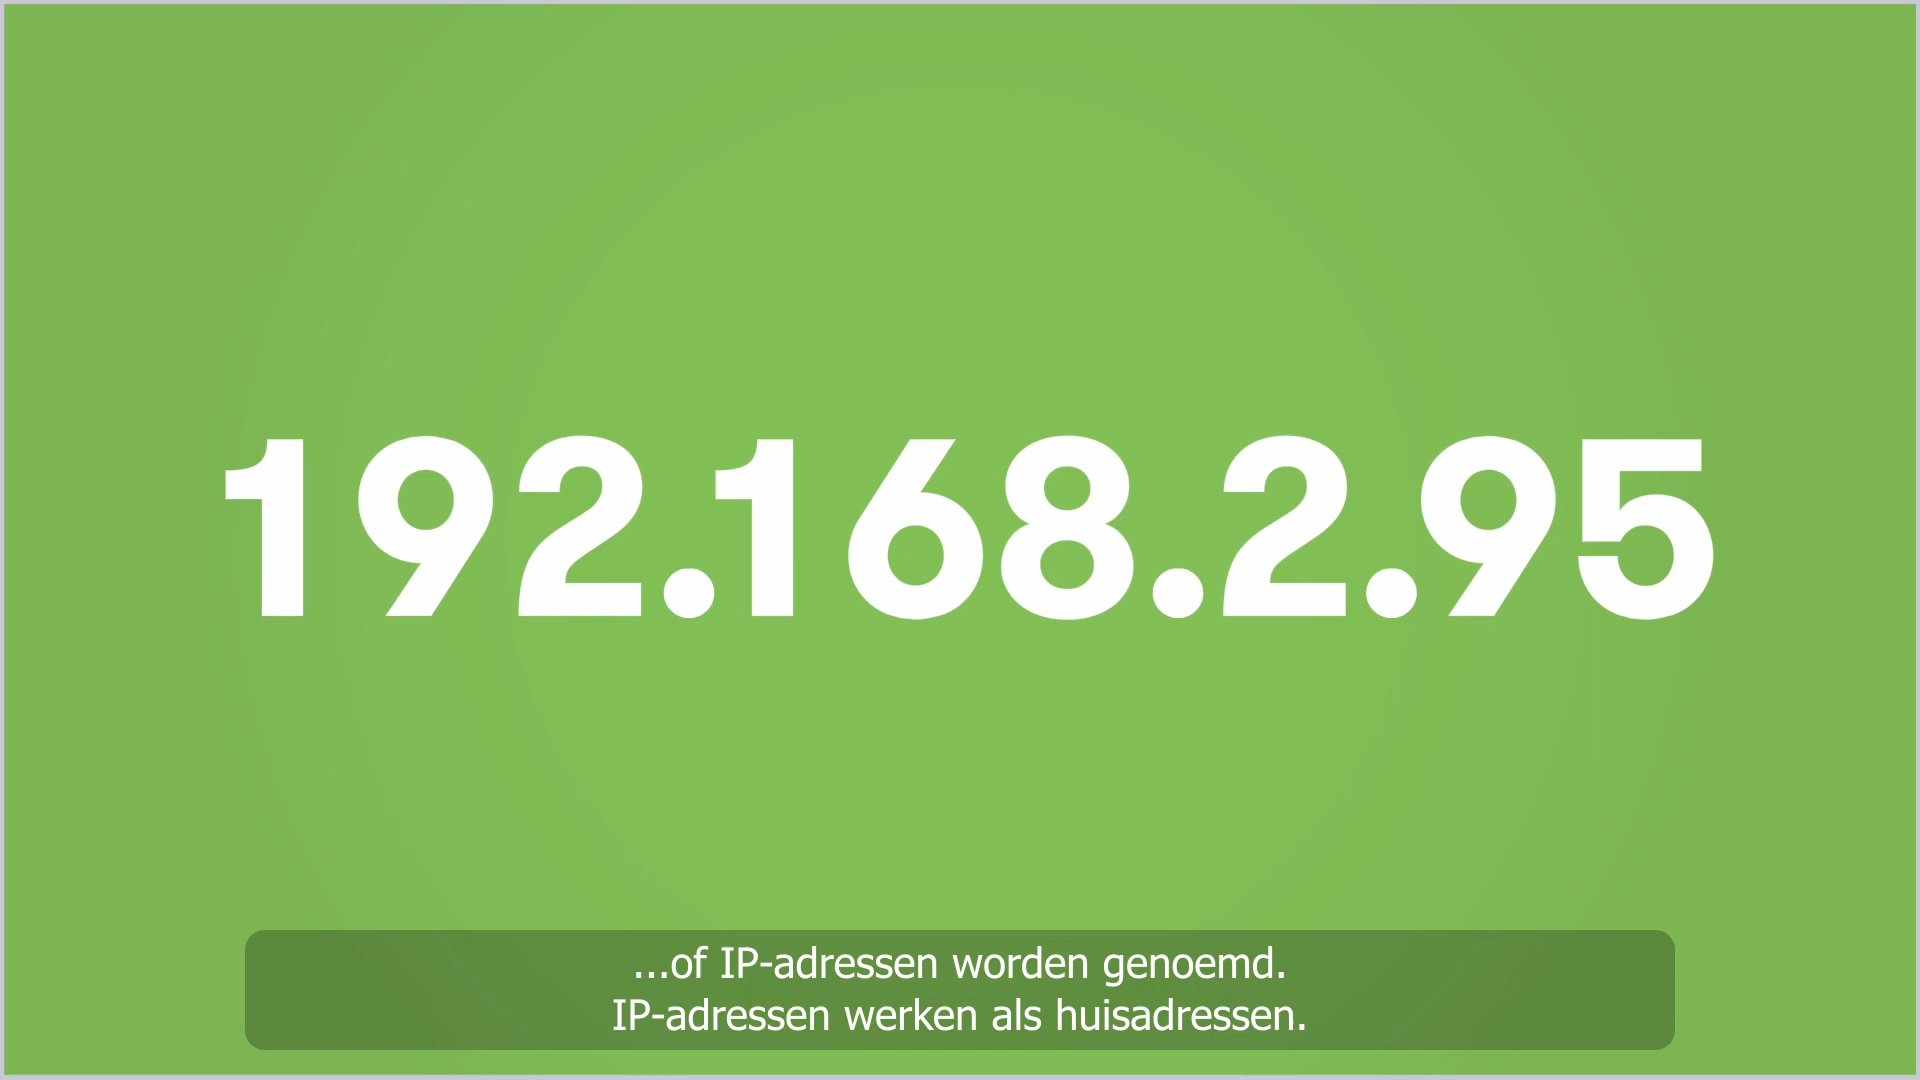 192.168.2.95
...of IP-adressen worden genoemd.
IP-adressen werken als huisadressen.